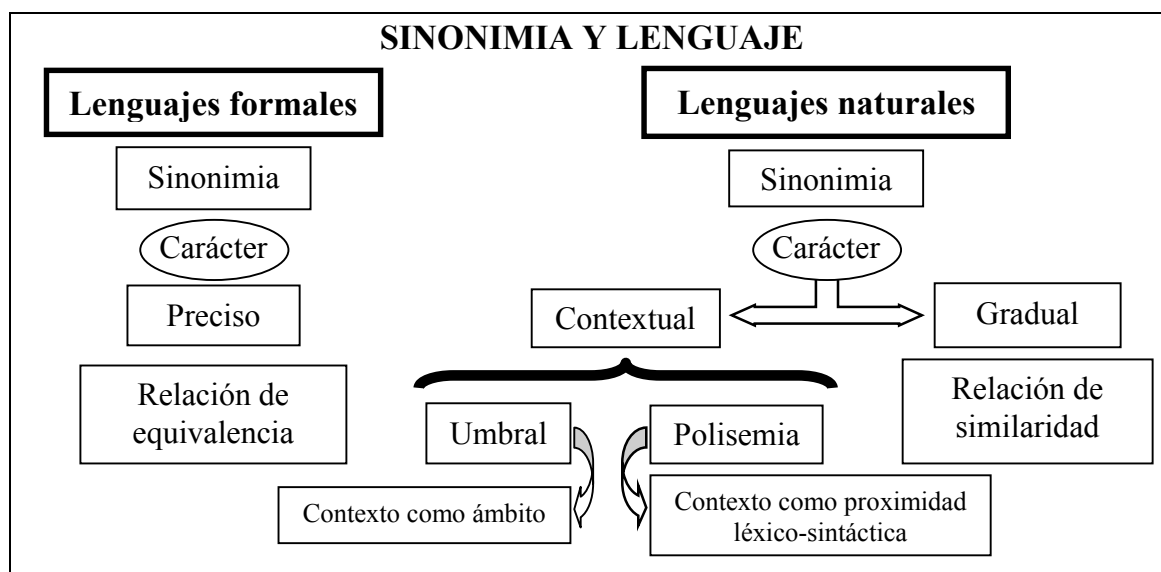 SINONIMIA Y LENGUAJE
Lenguajes formales
Sinonimia
Carácter
Preciso
Relación de
equivalencia
Lenguajes naturales
Sinonimia
Carácter
Contextual
Gradual
Relación de
similaridad
Umbral
Polisemia
Contexto como ámbito
Contexto como proximidad
léxico-sintáctica